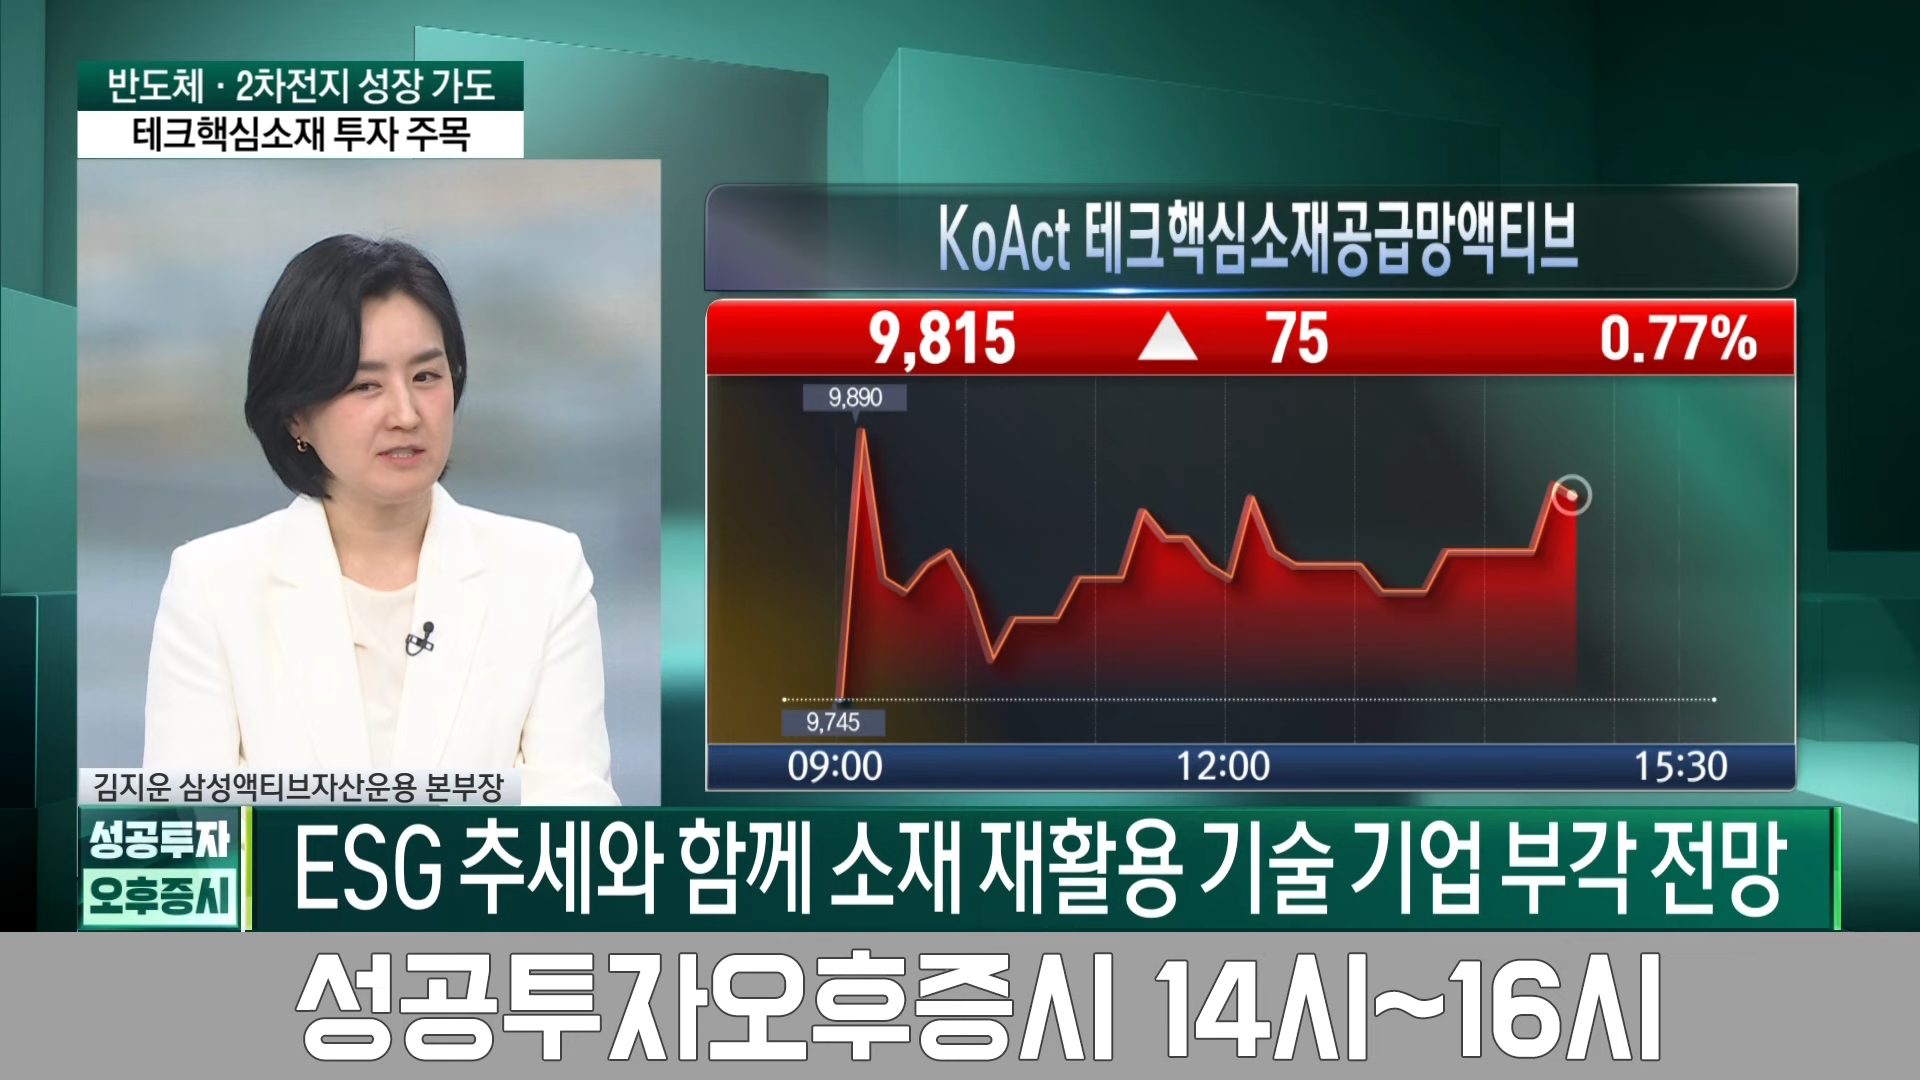 반도체 · 2차전지 성장 가도
테크핵심소재 투자 주목
KoAct 테크핵심소재공급망액티브
9,815 ▲ 75 0.77%
9,890
9,745
09:00 12:00 15:30
김지운 삼성액티브자산운용 본부장
성공투자
오후증시
ESG 추세와 함께 소재 재활용 기술 기업 부각 전망
성공투자오후증시 14시~16시